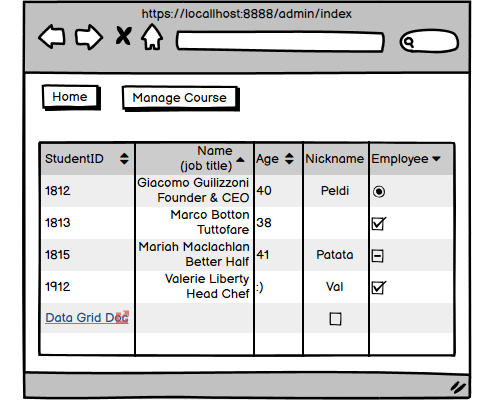 https://localhost:8888/admin/index
Home Manage Course
StudentID Name (job title) Age Nickname Employee
1812 Giacomo Guilizzoni Founder & CEO 40 Peldi
1813 Marco Botton Tuttofare 38
1815 Mariah Maclachlan Better Half 41 Patata
1912 Valerie Liberty Head Chef :) Val
Data Grid Doc